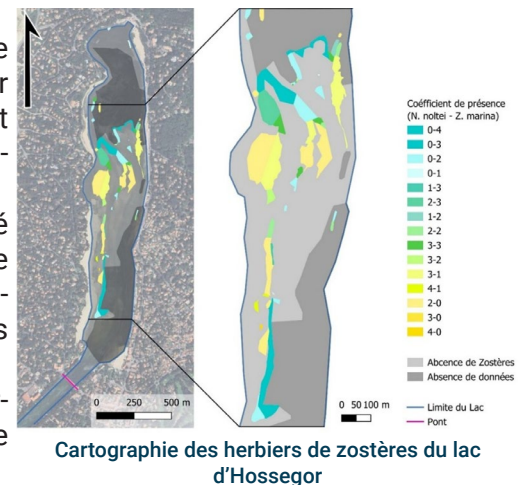 e
r
t
-
é
e
-
s
-
e
0 250 500 m
Coéfficient de présence
(N. noltei - Z. marina)
0-4
0-3
0-2
0-1
1-3
2-3
1-2
2-2
3-3
3-2
3-1
4-1
2-0
3-0
4-0
Absence de Zostères
Absence de données
0 50 100 m
Limite du Lac
Pont
Cartographie des herbiers de zostères du lac
d'Hossegor